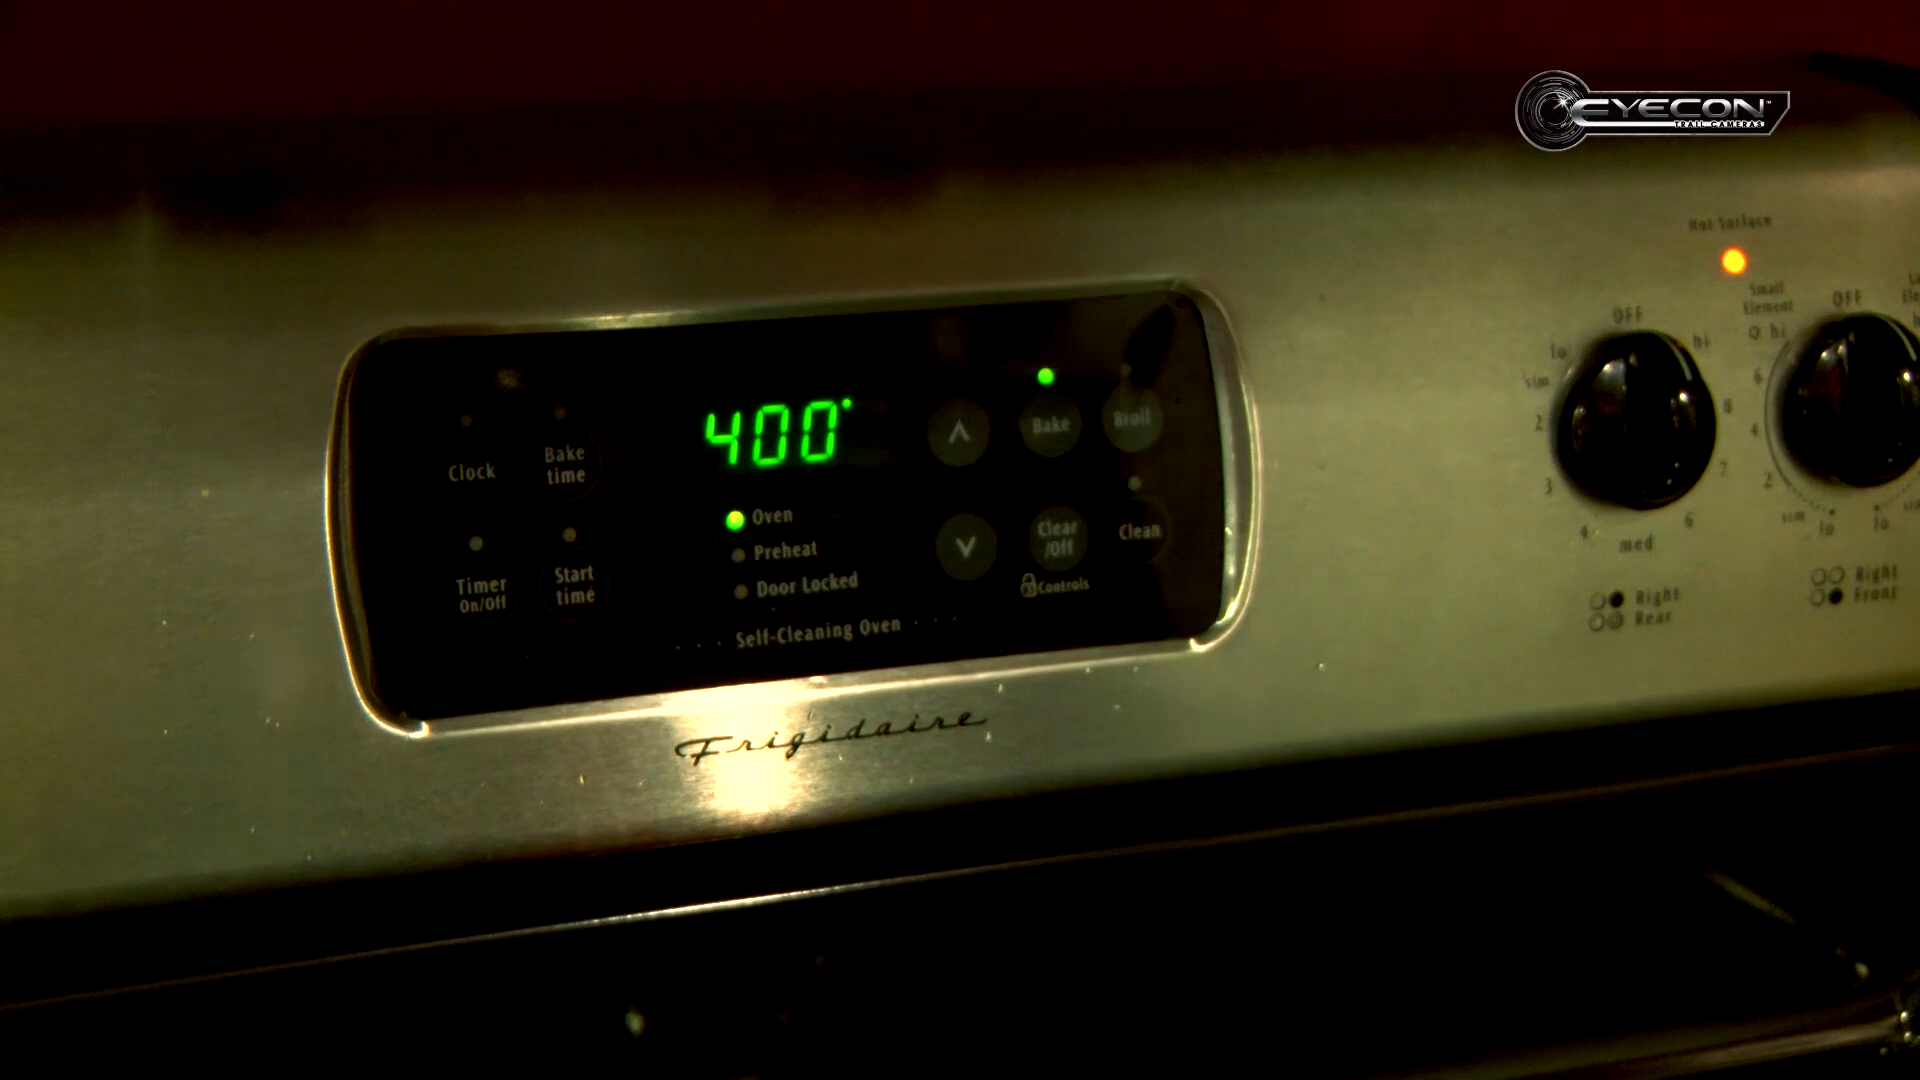 EYECON™
TRAIL CAMERAS
Hot Surface
Small
Element
OFF
OFF
hi
lo
hi
sim
6
2
8
4
3
7
2
4
6
med
sim
lo
lo
Right
Rear
Right
Front
400°
Bake
Broil
Clock
Bake
time
Oven
Preheat
Door Locked
Clear
/Off
Clean
Controls
Timer
On/Off
Start
time
Self-Cleaning Oven
Frigidaire